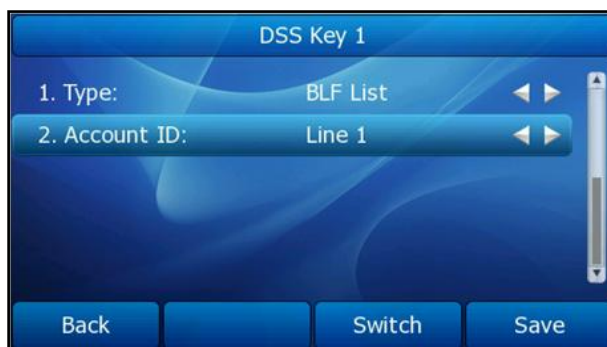 DSS Key 1
1. Type: BLF List
2. Account ID: Line 1
Back Switch Save